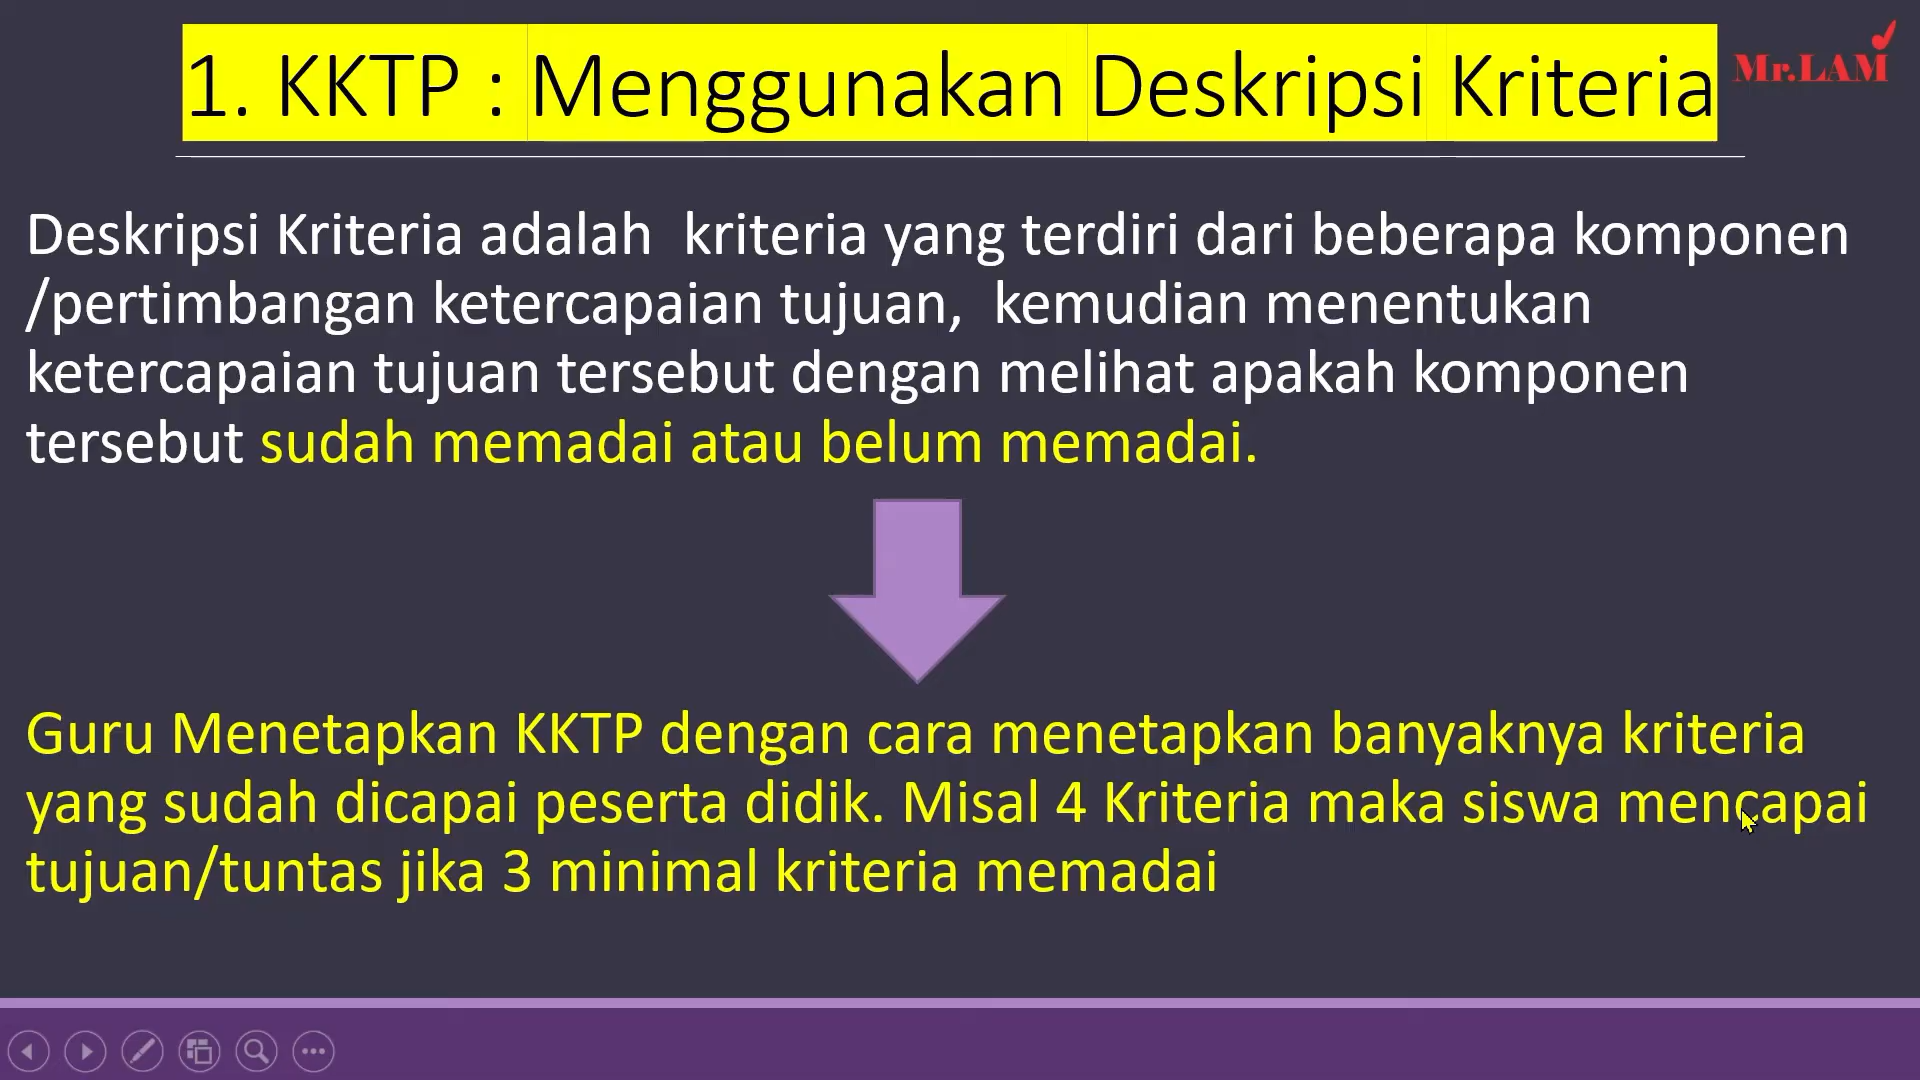 1. KKTP : Menggunakan Deskripsi Kriteria
Mr.LAM
Deskripsi Kriteria adalah kriteria yang terdiri dari beberapa komponen
/pertimbangan ketercapaian tujuan, kemudian menentukan
ketercapaian tujuan tersebut dengan melihat apakah komponen
tersebut sudah memadai atau belum memadai.
Guru Menetapkan KKTP dengan cara menetapkan banyaknya kriteria
yang sudah dicapai peserta didik. Misal 4 Kriteria maka siswa mencapai
tujuan/tuntas jika 3 minimal kriteria memadai